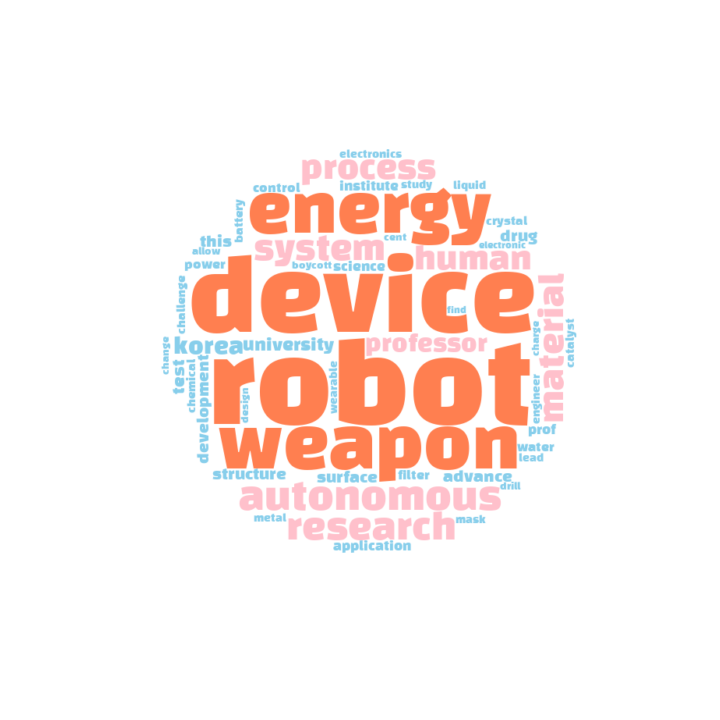 electronics
process
control institute study liquid
energy
battery
crystal
this
cent
drug
allow
system
electronic
human
power
boycott science
device
challenge
find
material
korea university professor
charge
catalyst
change
robot
test
chemical
development
design
wearable
engineer
weapon
prof
water
lead
structure surface filter advance
drill
autonomous
metal research mask
application